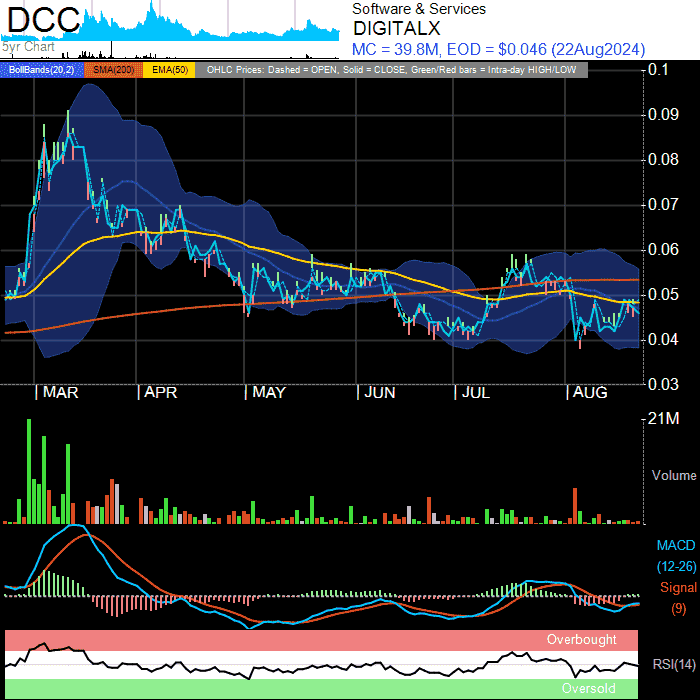 DCC
5yr Chart
Software & Services
DIGITALX
MC = 39.8M, EOD = $0.046 (22Aug2024)
BollBands(20,2) SMA(200) EMA(50) OHLC Prices: Dashed = OPEN, Solid = CLOSE, Green/Red bars = Intra-day HIGH/LOW
0.1
0.09
0.08
0.07
0.06
0.05
0.04
0.03
| MAR | APR | MAY | JUN | JUL | AUG
21M
Volume
MACD
(12-26)
Signal
(9)
Overbought
RSI(14)
Oversold